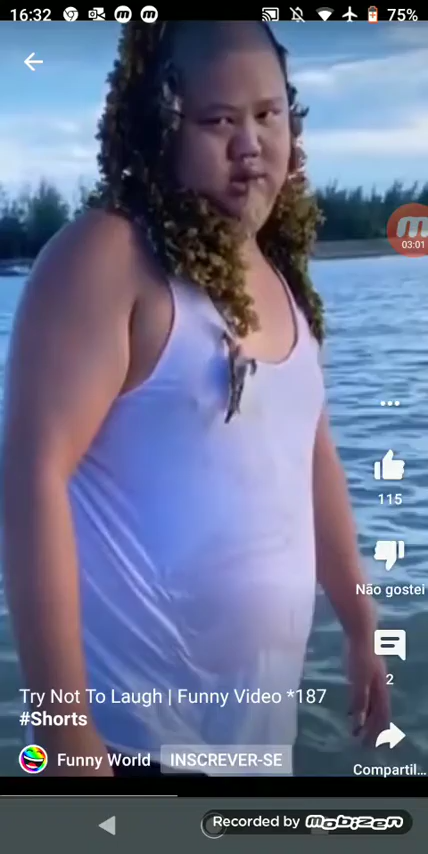 16:32
75%
03:01
115
Não gostei
2
Try Not To Laugh | Funny Video *187
#Shorts
Funny World
INSCREVER-SE
Compartil...
Recorded by mobizen